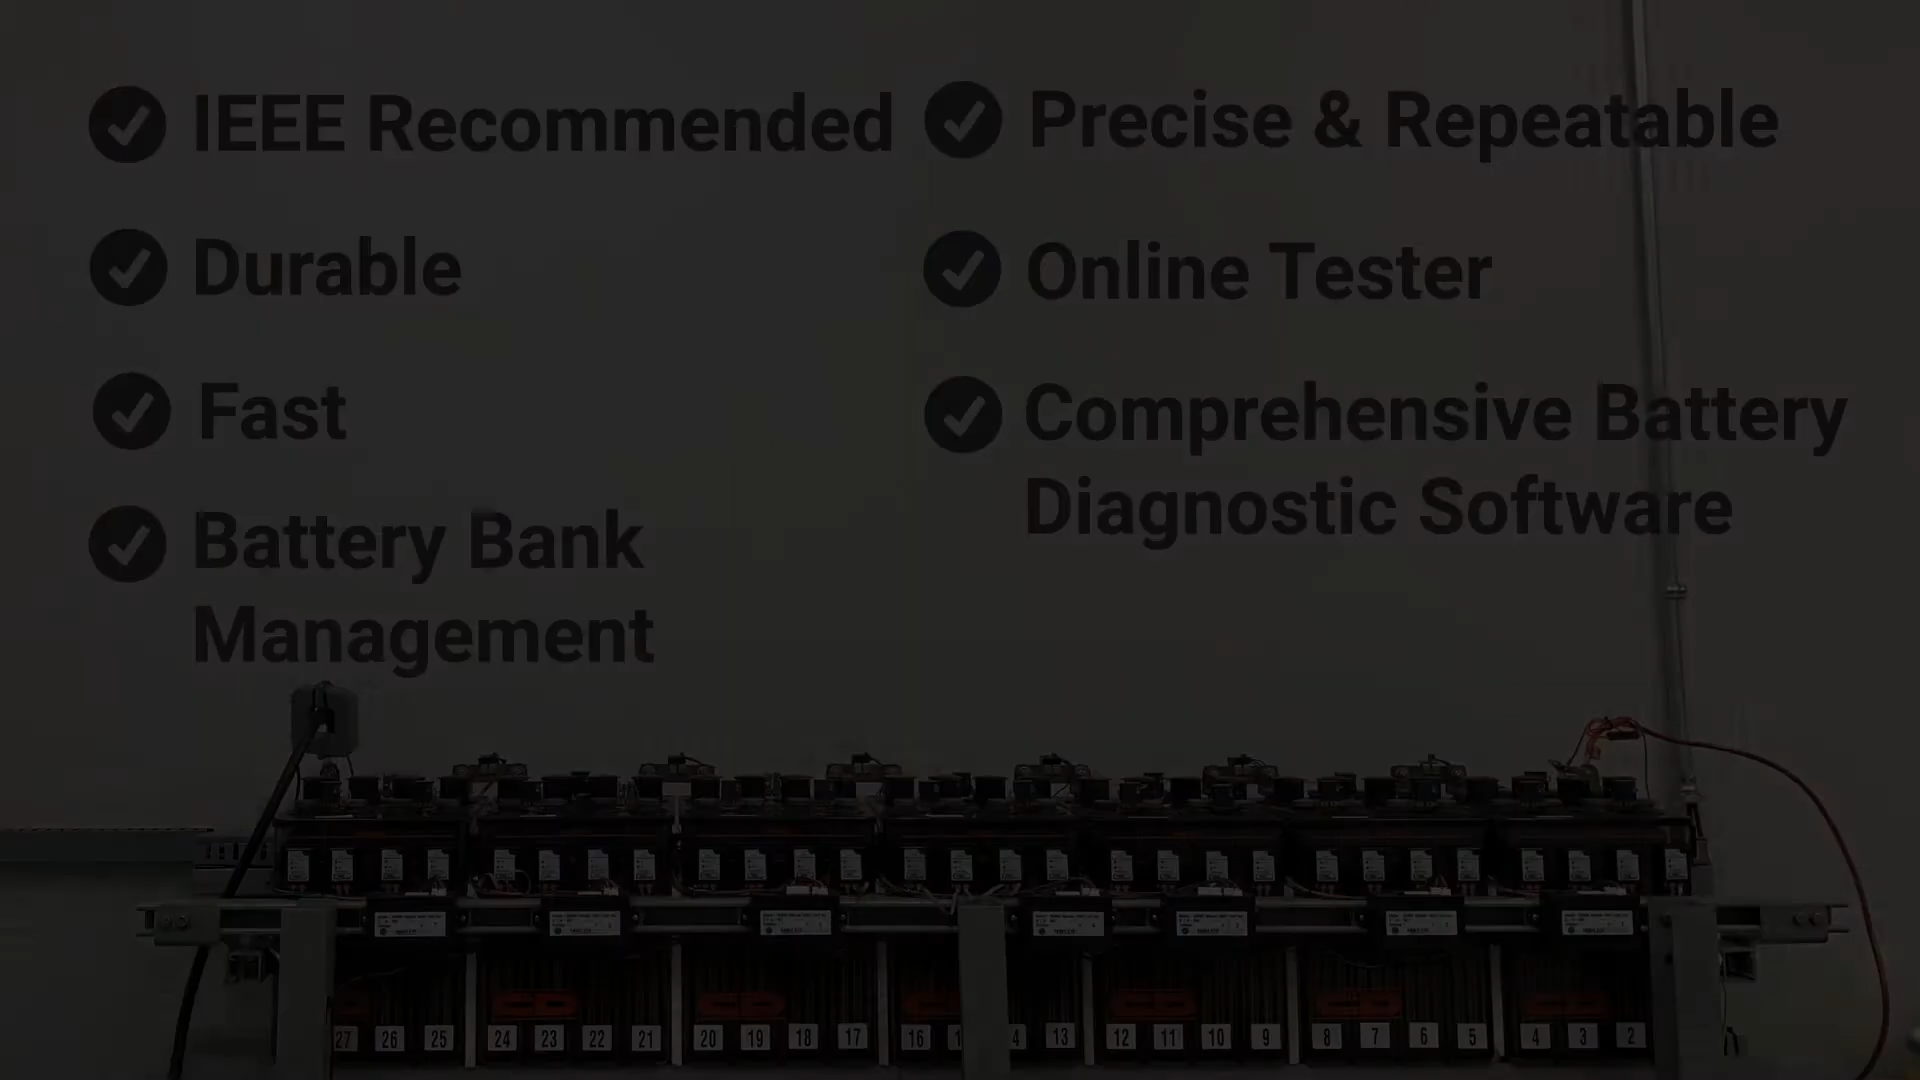 IEEE Recommended
Durable
Fast
Battery Bank
Management
Precise & Repeatable
Online Tester
Comprehensive Battery
Diagnostic Software
27 26 25 24 23 22 21 20 19 18 17 16 13 12 11 10 9 8 7 6 5 4 3 2